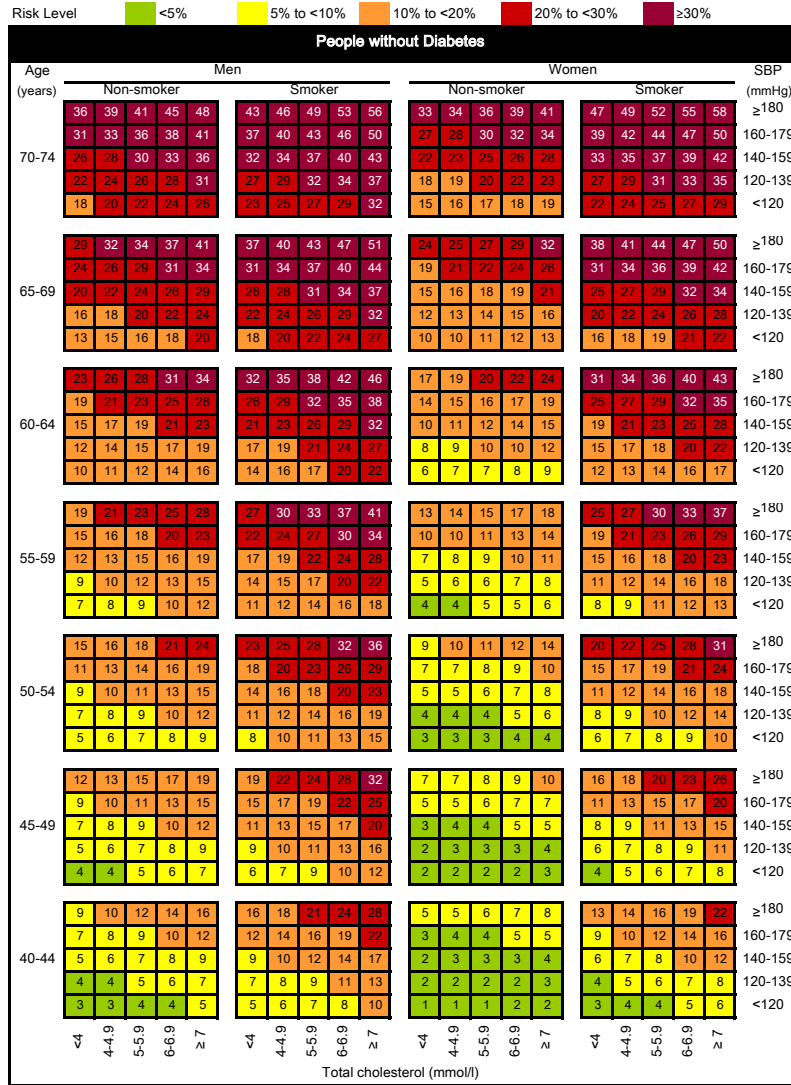 Risk Level <5% 5% to <10% 10% to <20% 20% to <30% ≥30%
People without Diabetes
Age Men Women SBP
(years) Non-smoker Smoker Non-smoker Smoker (mmHg)
36 39 41 45 48 43 46 49 53 56 33 34 36 39 41 47 49 52 55 58 ≥180
31 33 36 38 41 37 40 43 46 50 27 28 30 32 34 39 42 44 47 50 160-179
70-74 26 28 30 33 36 32 34 37 40 43 22 23 25 26 28 33 35 37 39 42 140-159
22 24 26 28 31 27 29 32 34 37 18 19 20 22 23 27 29 31 33 35 120-139
18 20 22 24 26 23 25 27 29 32 15 16 17 18 19 22 24 25 27 29 <120
29 32 34 37 41 37 40 43 47 51 24 25 27 29 32 38 41 44 47 50 ≥180
24 26 29 31 34 31 34 37 40 44 19 21 22 24 26 31 34 36 39 42 160-179
65-69 20 22 24 26 29 26 28 31 34 37 15 16 18 19 21 25 27 29 32 34 140-159
16 18 20 22 24 22 24 26 29 32 12 13 14 15 16 20 22 24 26 28 120-139
13 15 16 18 20 18 20 22 24 27 10 10 11 12 13 16 18 19 21 22 <120
23 26 28 31 34 32 35 38 42 46 17 19 20 22 24 31 34 36 40 43 ≥180
19 21 23 25 28 26 29 32 35 38 14 15 16 17 19 25 27 29 32 35 160-179
60-64 15 17 19 21 23 21 23 26 29 32 10 11 12 14 15 19 21 23 25 28 140-159
12 14 15 17 19 17 19 21 24 27 8 9 10 10 12 15 17 18 20 22 120-139
10 11 12 14 16 14 16 17 20 22 6 7 7 8 9 12 13 14 16 17 <120
19 21 23 25 28 27 30 33 37 41 13 14 15 17 18 25 27 30 33 37 ≥180
15 16 18 20 23 22 24 27 30 34 10 10 11 13 14 19 21 23 26 29 160-179
55-59 12 13 15 16 19 17 19 22 24 28 7 8 9 10 11 15 16 18 20 23 140-159
9 10 12 13 15 14 15 17 20 22 5 6 6 7 8 11 12 14 16 18 120-139
7 8 9 10 12 11 12 14 16 18 4 4 5 5 6 8 9 11 12 13 <120
15 16 18 21 24 23 25 28 32 36 9 10 11 12 14 20 22 25 28 31 ≥180
11 13 14 16 19 18 20 23 26 29 7 7 8 9 10 15 17 19 21 24 160-179
50-54 9 10 11 13 15 14 16 18 20 23 5 5 6 7 8 11 12 14 16 18 140-159
7 8 9 10 12 11 12 14 16 19 4 4 4 5 6 8 9 10 12 14 120-139
5 6 7 8 9 8 10 11 13 15 3 3 3 4 4 6 7 8 9 10 <120
12 13 15 17 19 19 22 24 28 32 7 7 8 9 10 16 18 20 23 26 ≥180
9 10 11 13 15 15 17 19 22 25 5 5 6 7 7 11 13 15 17 20 160-179
45-49 7 8 9 10 12 11 13 15 17 20 3 4 4 5 5 8 9 11 13 15 140-159
5 6 7 8 9 9 10 11 13 16 2 3 3 3 4 6 7 8 9 11 120-139
4 4 5 6 7 6 7 9 10 12 2 2 2 2 3 4 5 6 7 8 <120
9 10 12 14 16 16 18 21 24 28 5 5 6 7 8 13 14 16 19 22 ≥180
7 8 9 10 12 12 14 16 19 22 3 4 4 5 5 9 10 12 14 16 160-179
40-44 5 6 7 8 9 9 10 12 14 17 2 3 3 3 4 6 7 8 10 12 140-159
4 4 5 6 7 7 8 9 11 13 2 2 2 2 3 4 5 6 7 8 120-139
3 3 4 4 5 5 6 7 8 10 1 1 1 2 2 3 4 4 5 6 <120
<4 4-4.9 5-5.9 6-6.9 ≥ 7 <4 4-4.9 5-5.9 6-6.9 ≥ 7 <4 4-4.9 5-5.9 6-6.9 ≥ 7 <4 4-4.9 5-5.9 6-6.9 ≥ 7
Total cholesterol (mmol/l)